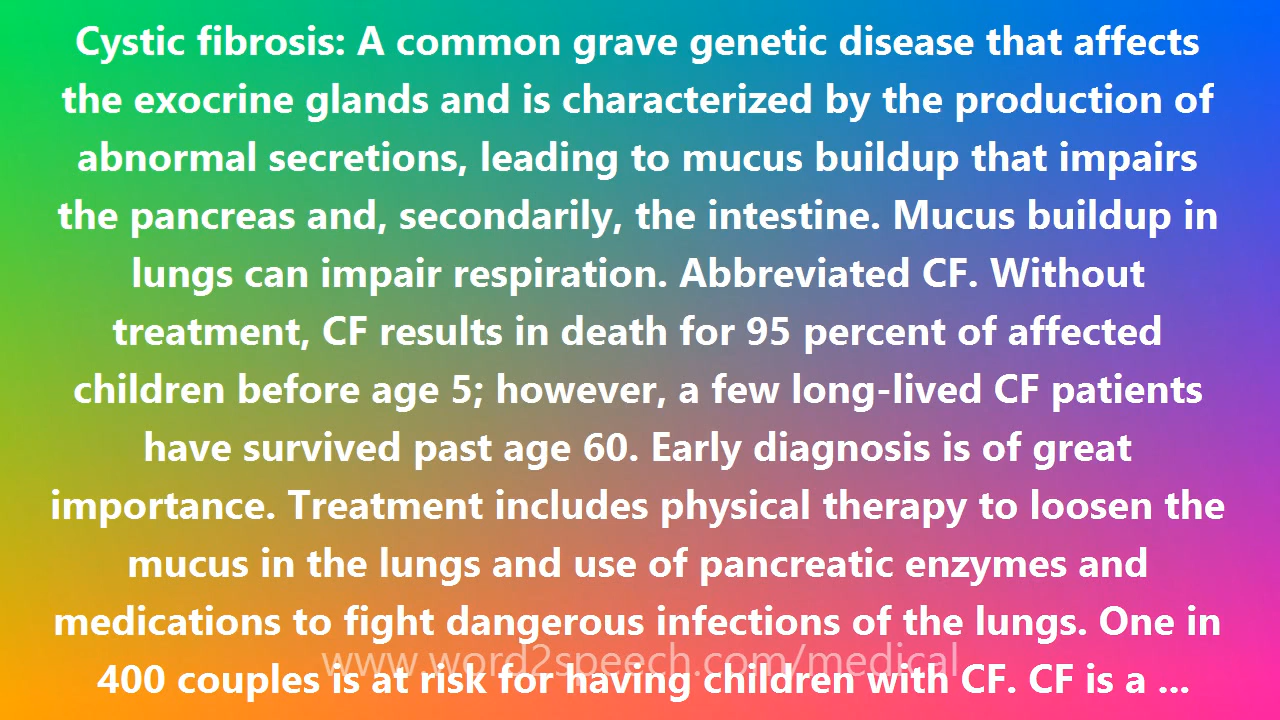 Cystic fibrosis: A common grave genetic disease that affects
the exocrine glands and is characterized by the production of
abnormal secretions, leading to mucus buildup that impairs
the pancreas and, secondarily, the intestine. Mucus buildup in
lungs can impair respiration. Abbreviated CF. Without
treatment, CF results in death for 95 percent of affected
children before age 5; however, a few long-lived CF patients
have survived past age 60. Early diagnosis is of great
importance. Treatment includes physical therapy to loosen the
mucus in the lungs and use of pancreatic enzymes and
medications to fight dangerous infections of the lungs. One in
www.word2speech.com/medical
400 couples is at risk for having children with CF. CF is a ...